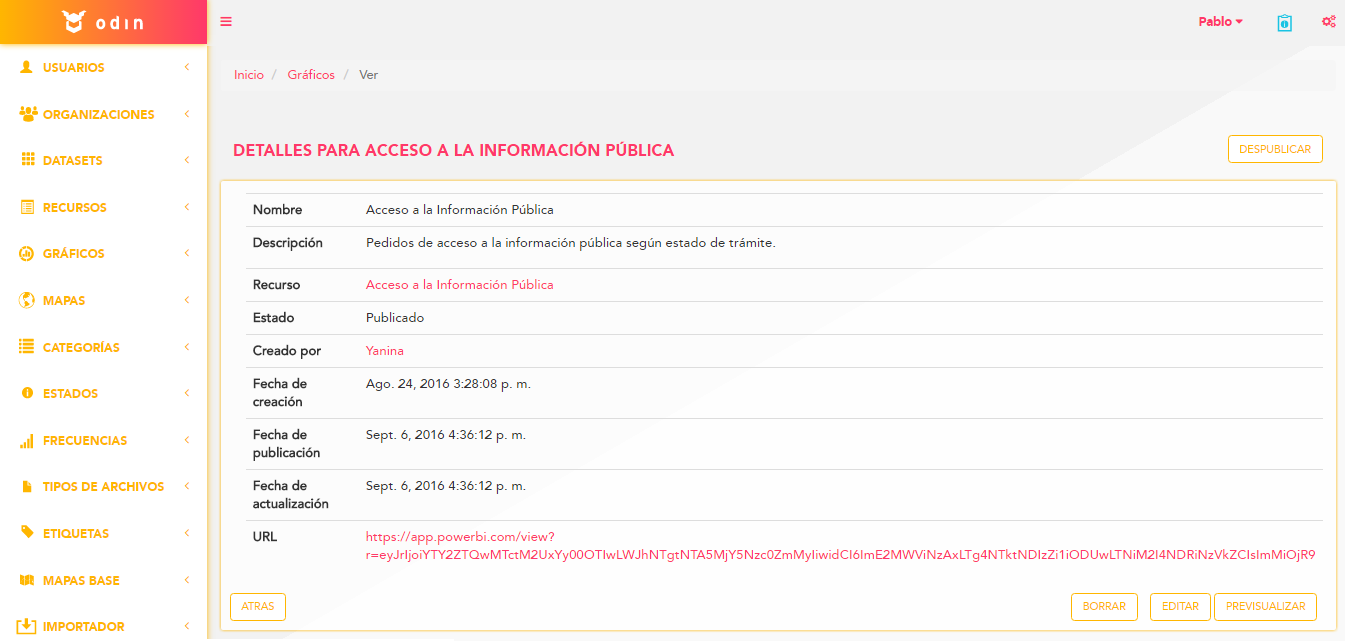 odin
Pablo
USUARIOS
ORGANIZACIONES
DATASETS
RECURSOS
GRÁFICOS
MAPAS
CATEGORÍAS
ESTADOS
FRECUENCIAS
TIPOS DE ARCHIVOS
ETIQUETAS
MAPAS BASE
IMPORTADOR
Inicio / Gráficos / Ver
DETALLES PARA ACCESO A LA INFORMACIÓN PÚBLICA
DESPUBLICAR
Nombre Acceso a la Información Pública
Descripción Pedidos de acceso a la información pública según estado de trámite.
Recurso Acceso a la Información Pública
Estado Publicado
Creado por Yanina
Fecha de Ago. 24, 2016 3:28:08 p. m.
creación
Fecha de Sept. 6, 2016 4:36:12 p. m.
publicación
Fecha de Sept. 6, 2016 4:36:12 p. m.
actualización
URL https://app.powerbi.com/view?
r=eyJrIjoiYTY2ZTQwMTctM2UxYy00OTIwLWJhNTgtNTA5MjY5Nzc0ZmMyIiwidCI6ImE2MWViNzAxLTg4NTktNDIzZi1iODUwLTNiM2I4NDRiNzVkZCIsImMiOjR9
ATRAS
BORRAR
EDITAR
PREVISUALIZAR